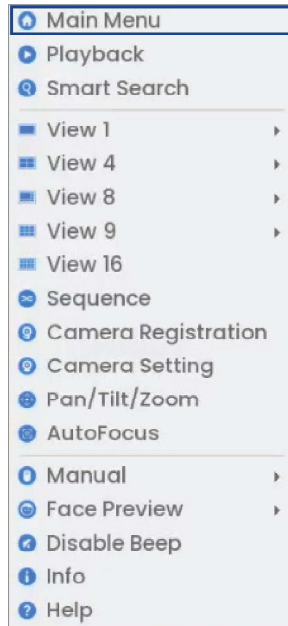 Main Menu
Playback
Smart Search
View 1
View 4
View 8
View 9
View 16
Sequence
Camera Registration
Camera Setting
Pan/Tilt/Zoom
AutoFocus
Manual
Face Preview
Disable Beep
Info
Help